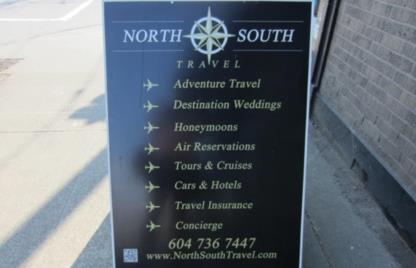 NORTH SOUTH
TRAVEL
Adventure Travel
Destination Weddings
Honeymoons
Air Reservations
Tours & Cruises
Cars & Hotels
Travel Insurance
Concierge
604 736 7447
www.NorthSouthTravel.com